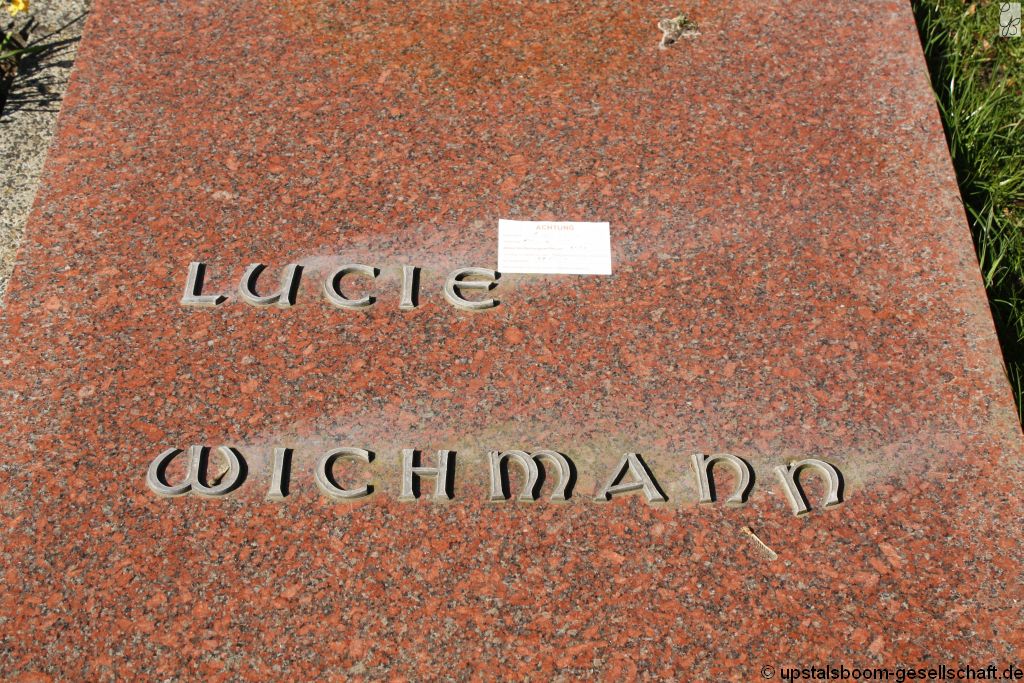 ACHTUNG
LUCIE
WICHMANN
© upstalsboom-gesellschaft.de